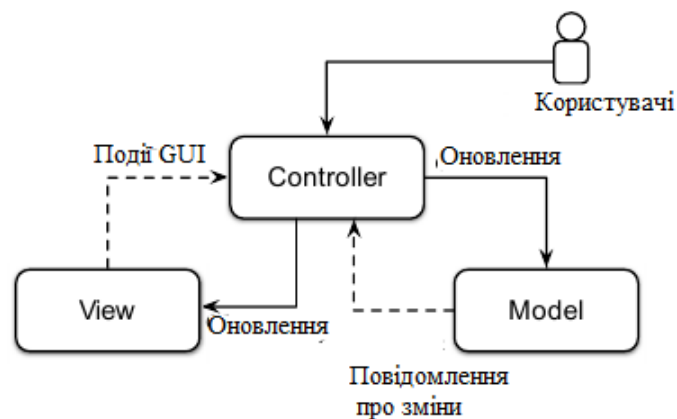 Користувачі
Події GUI
Оновлення
Controller
View
Оновлення
Model
Повідомлення
про зміни